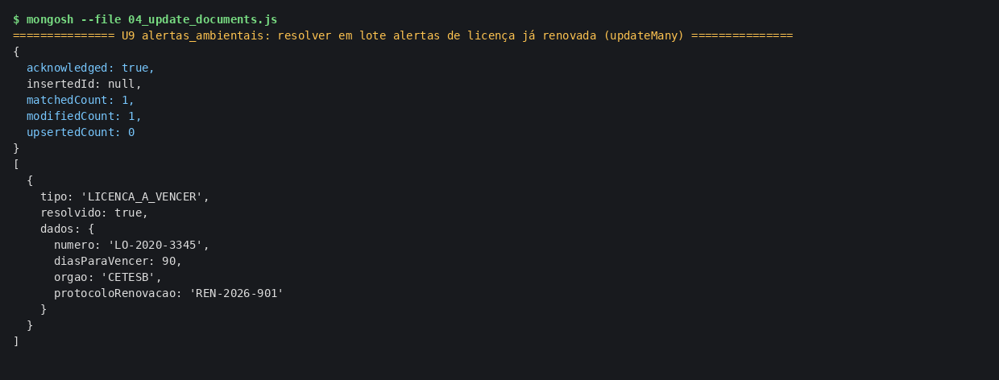 $ mongosh --file 04_update_documents.js
=============== U9 alertas_ambientais: resolver em lote alertas de licença já renovada (updateMany) ===============
{
  acknowledged: true,
  insertedId: null,
  matchedCount: 1,
  modifiedCount: 1,
  upsertedCount: 0
}
[
  {
    tipo: 'LICENCA_A_VENCER',
    resolvido: true,
    dados: {
      numero: 'LO-2020-3345',
      diasParaVencer: 90,
      orgao: 'CETESB',
      protocoloRenovacao: 'REN-2026-901'
    }
  }
]